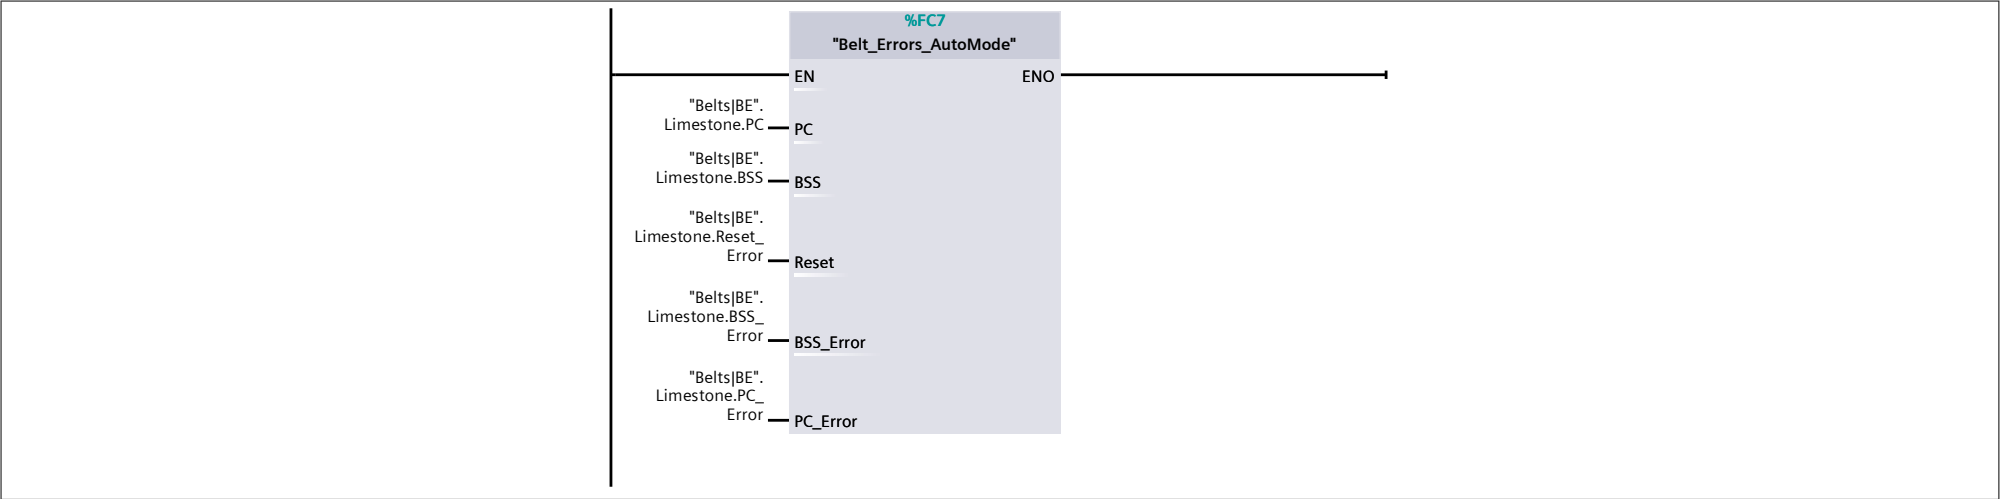 %FC7
"Belt_Errors_AutoMode"
EN
ENO
"Belts|BE".
Limestone.PC
PC
"Belts|BE".
Limestone.BSS
BSS
"Belts|BE".
Limestone.Reset_
Error
Reset
"Belts|BE".
Limestone.BSS_
Error
BSS_Error
"Belts|BE".
Limestone.PC_
Error
PC_Error